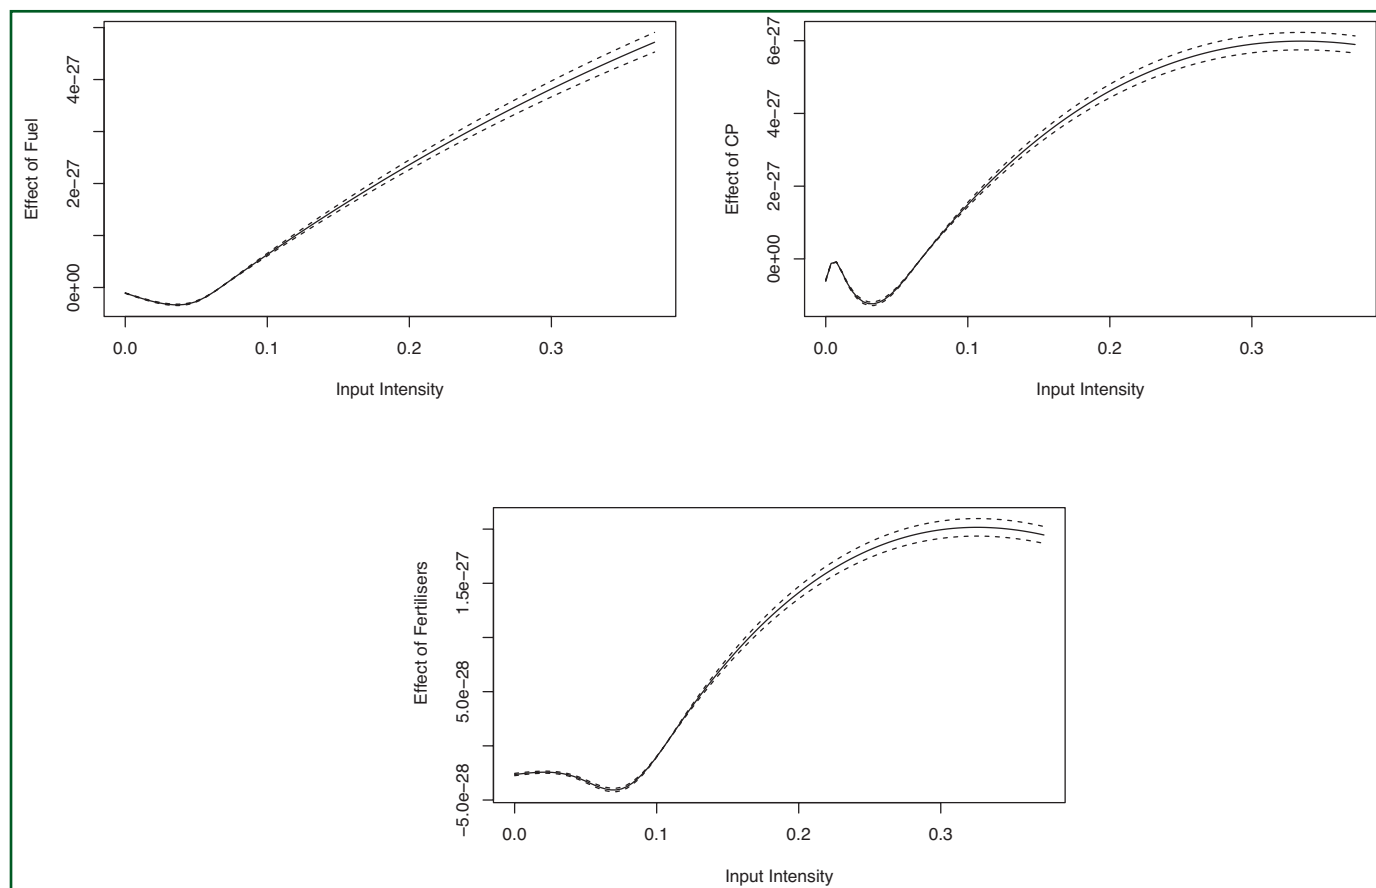 Effect of Fuel
4e−27
2e−27
0e+00
0.0 0.1 0.2 0.3
Input Intensity
Effect of CP
6e−27
4e−27
2e−27
0e+00
0.0 0.1 0.2 0.3
Input Intensity
Effect of Fertilisers
1.5e−27
5.0e−28
−5.0e−28
0.0 0.1 0.2 0.3
Input Intensity